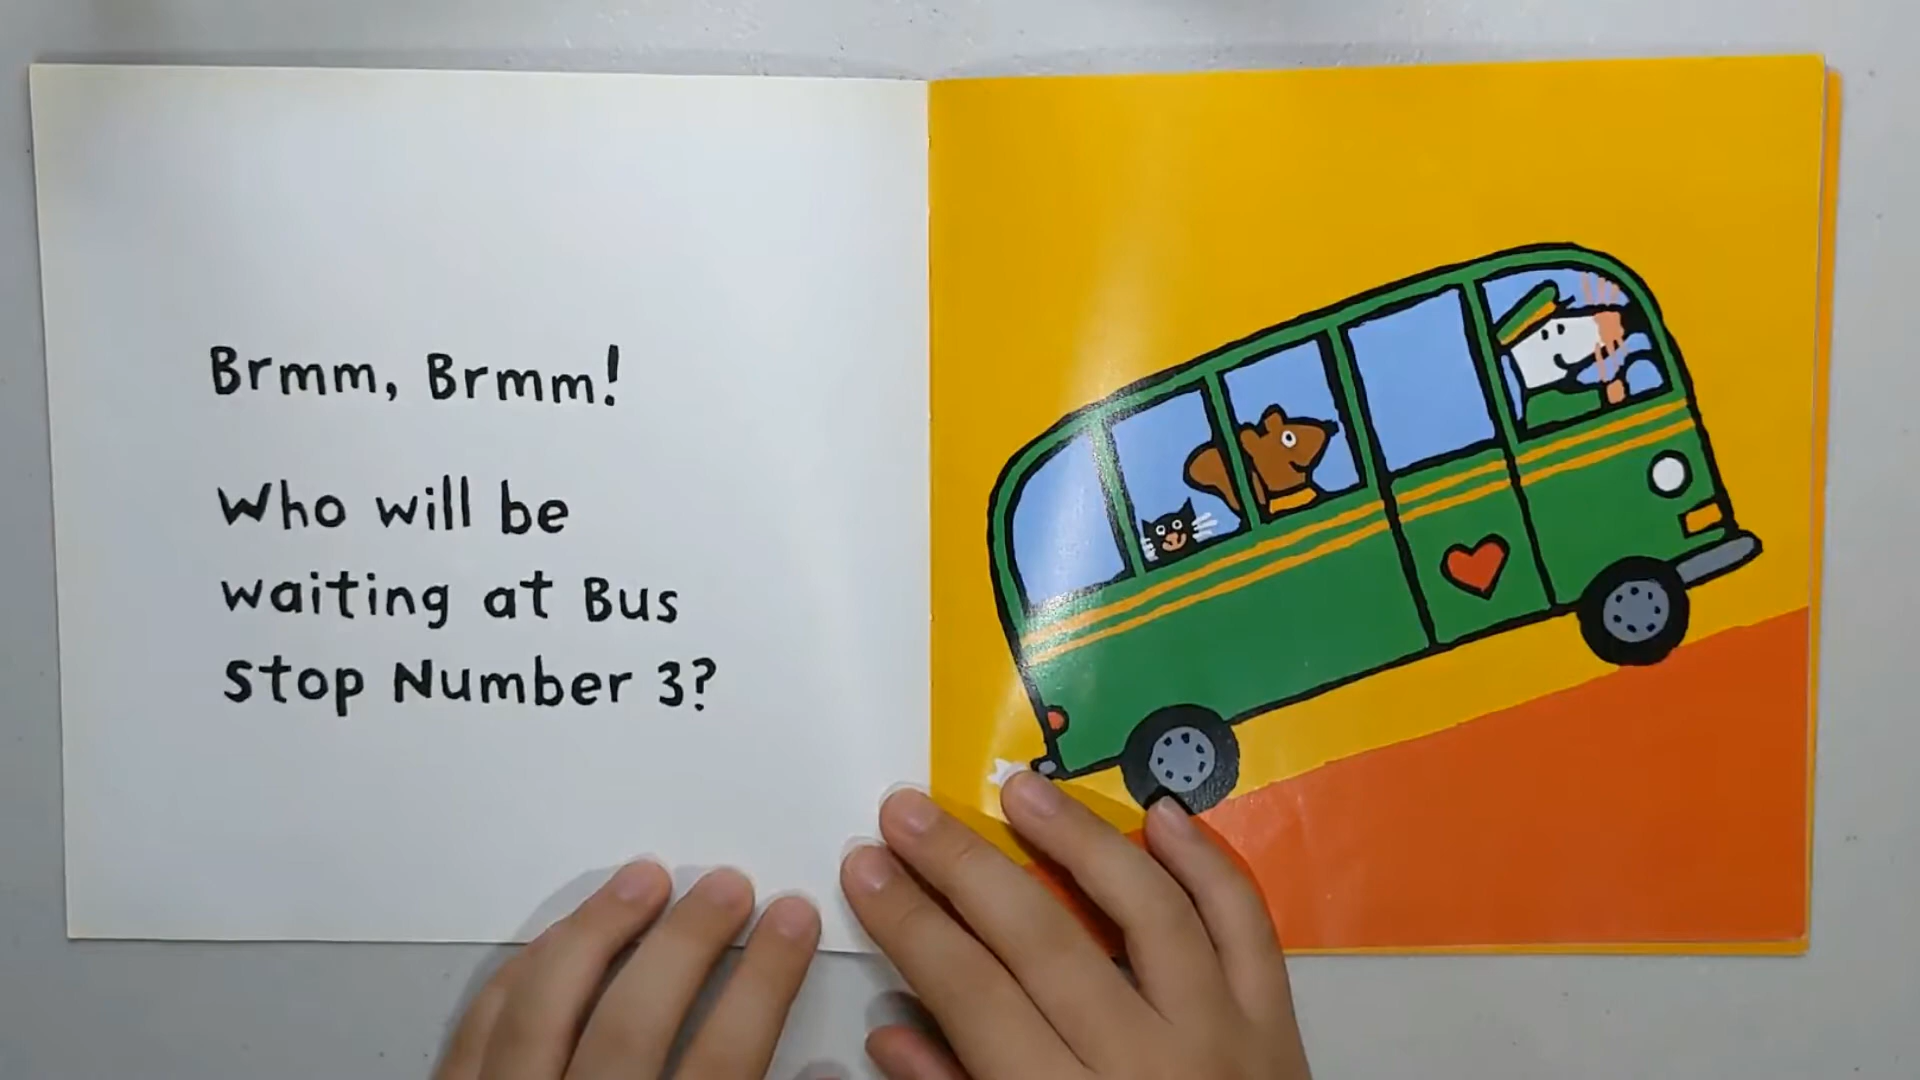 Brmm, Brmm!
Who will be
waiting at Bus
Stop Number 3?